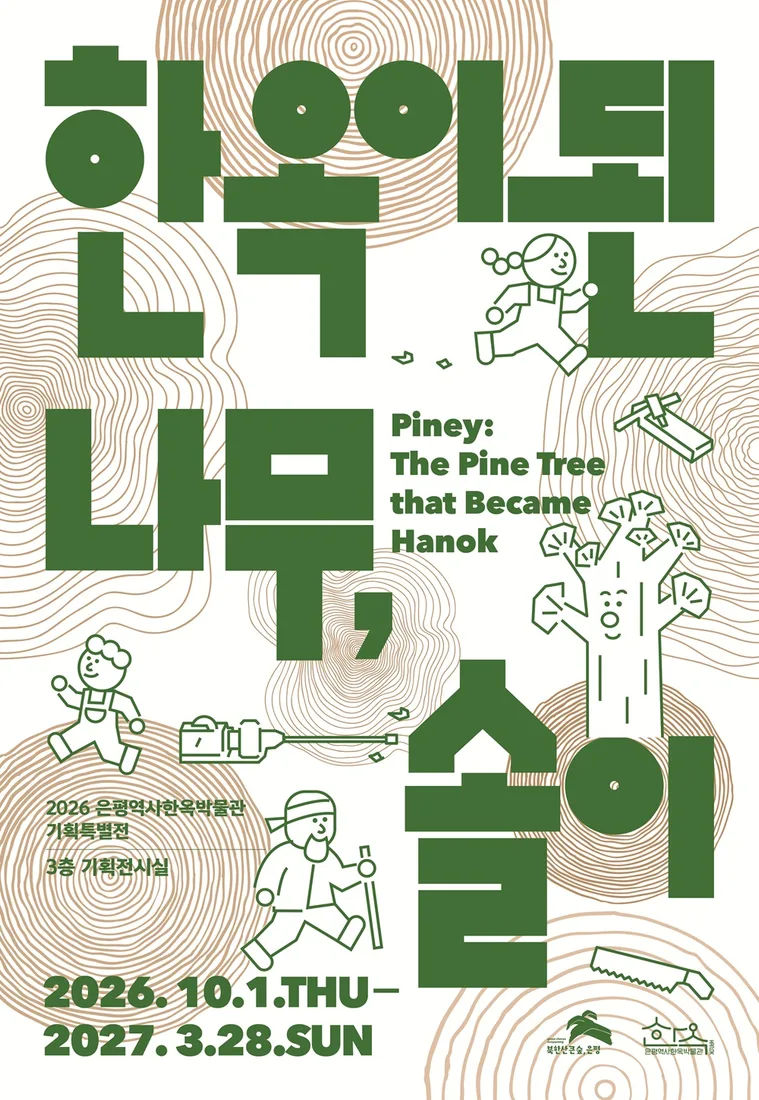 한옥이 된
나무,
Piney:
The Pine Tree
that Became
Hanok
솔이
2026 은평역사한옥박물관
기획특별전
3층 기획전시실
2026. 10.1.THU–
2027. 3.28.SUN
북한산 큰 숲, 은평
은평역사한옥박물관